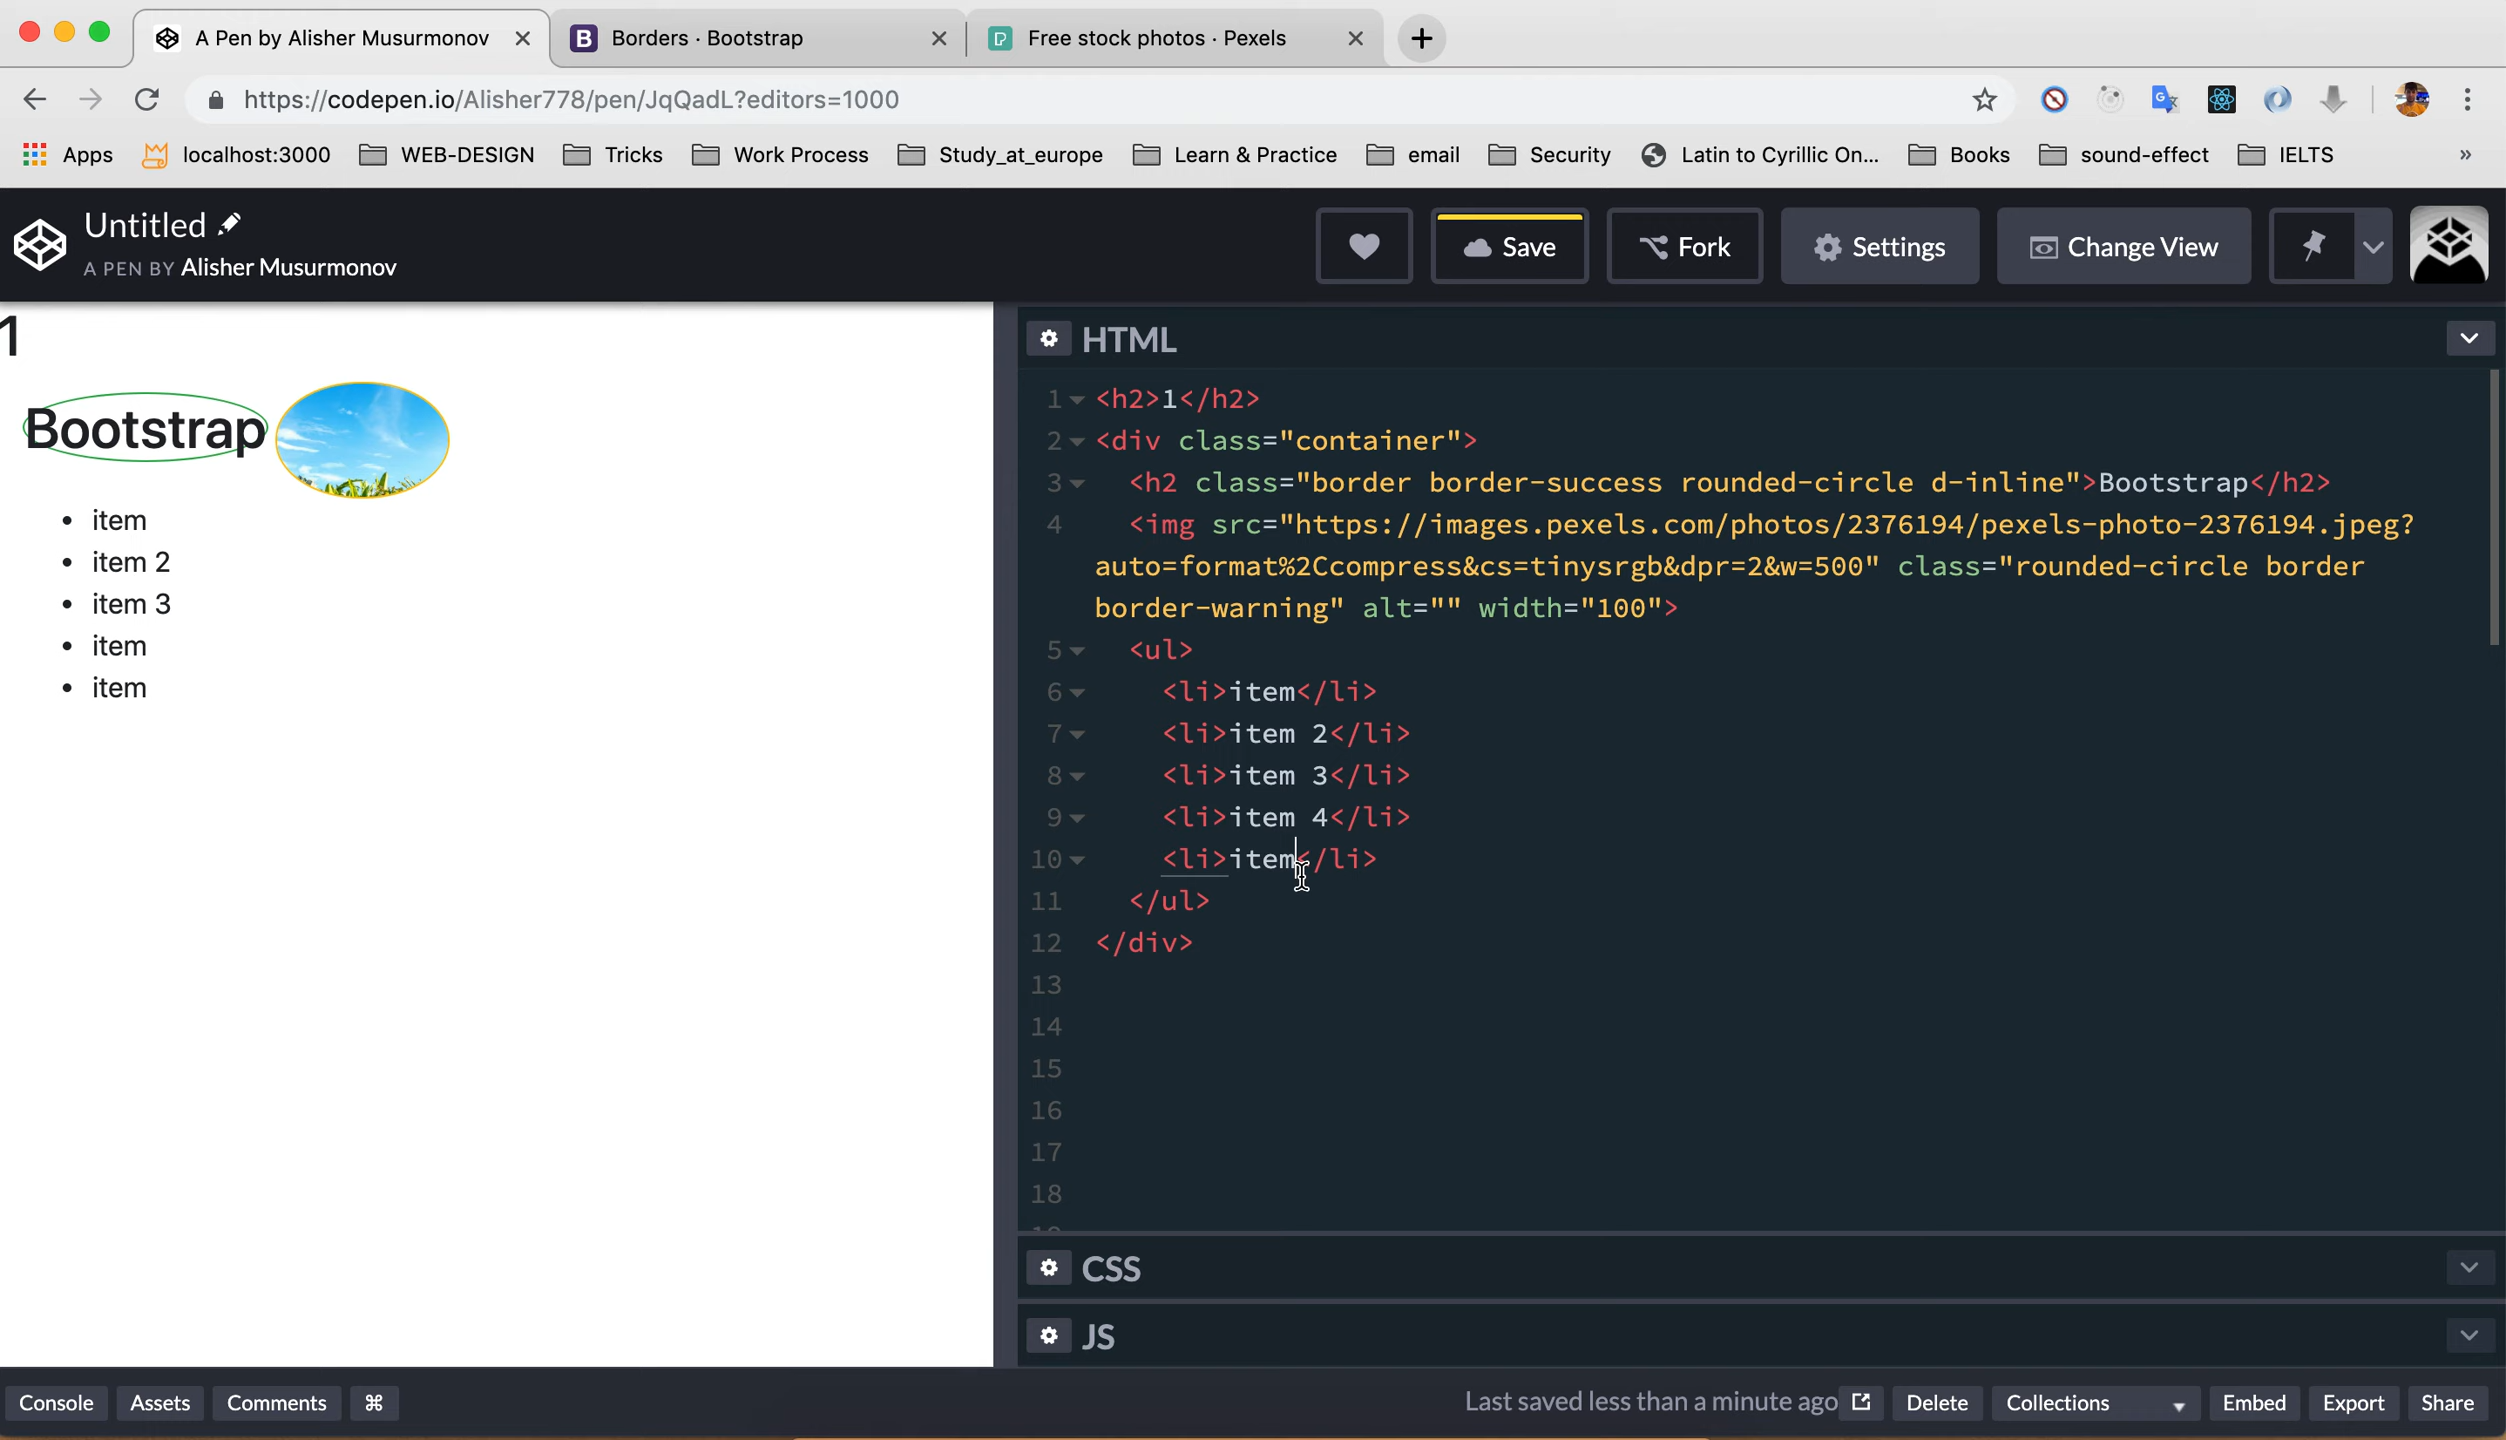 A Pen by Alisher Musurmonov
Borders · Bootstrap
Free stock photos · Pexels
https://codepen.io/Alisher778/pen/JqQadL?editors=1000
Apps
localhost:3000
WEB-DESIGN
Tricks
Work Process
Study_at_europe
Learn & Practice
email
Security
Latin to Cyrillic On...
Books
sound-effect
IELTS
»
Untitled
A PEN BY Alisher Musurmonov
Save
Fork
Settings
Change View
1
Bootstrap
• item
• item 2
• item 3
• item
• item
HTML
1 <h2>1</h2>
2 <div class="container">
3 <h2 class="border border-success rounded-circle d-inline">Bootstrap</h2>
4 <img src="https://images.pexels.com/photos/2376194/pexels-photo-2376194.jpeg?
auto=format%2Ccompress&cs=tinysrgb&dpr=2&w=500" class="rounded-circle border
border-warning" alt="" width="100">
5 <ul>
6 <li>item</li>
7 <li>item 2</li>
8 <li>item 3</li>
9 <li>item 4</li>
10 <li>item</li>
11 </ul>
12 </div>
13
14
15
16
17
18
CSS
JS
Console
Assets
Comments
⌘
Last saved less than a minute ago
Delete
Collections
Embed
Export
Share